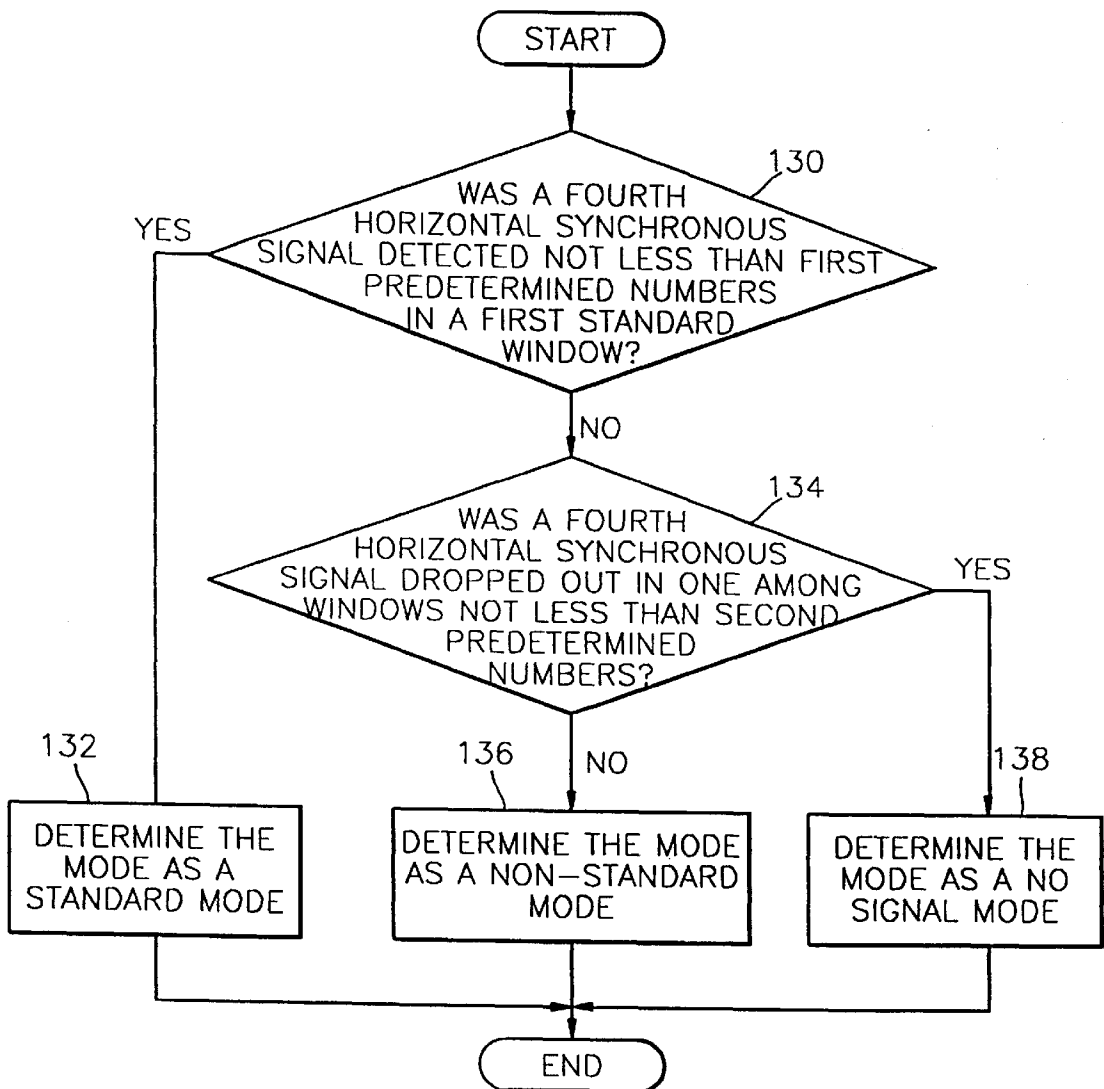 START
130
WAS A FOURTH
HORIZONTAL SYNCHRONOUS
SIGNAL DETECTED NOT LESS THAN FIRST
PREDETERMINED NUMBERS
IN A FIRST STANDARD
WINDOW?
YES
NO
134
WAS A FOURTH
HORIZONTAL SYNCHRONOUS
SIGNAL DROPPED OUT IN ONE AMONG
WINDOWS NOT LESS THAN SECOND
PREDETERMINED
NUMBERS?
YES
NO
132
DETERMINE THE
MODE AS A
STANDARD MODE
136
DETERMINE THE MODE
AS A NON-STANDARD
MODE
138
DETERMINE THE
MODE AS A NO
SIGNAL MODE
END